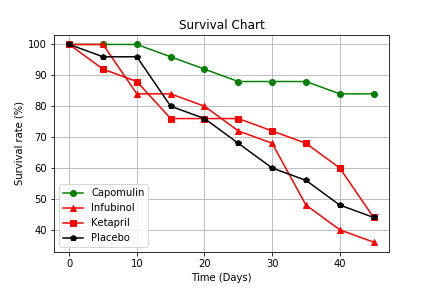 Survival Chart
Survival rate (%)
100
90
80
70
60
50
40
Capomulin
Infubinol
Ketapril
Placebo
0
10
20
30
40
Time (Days)